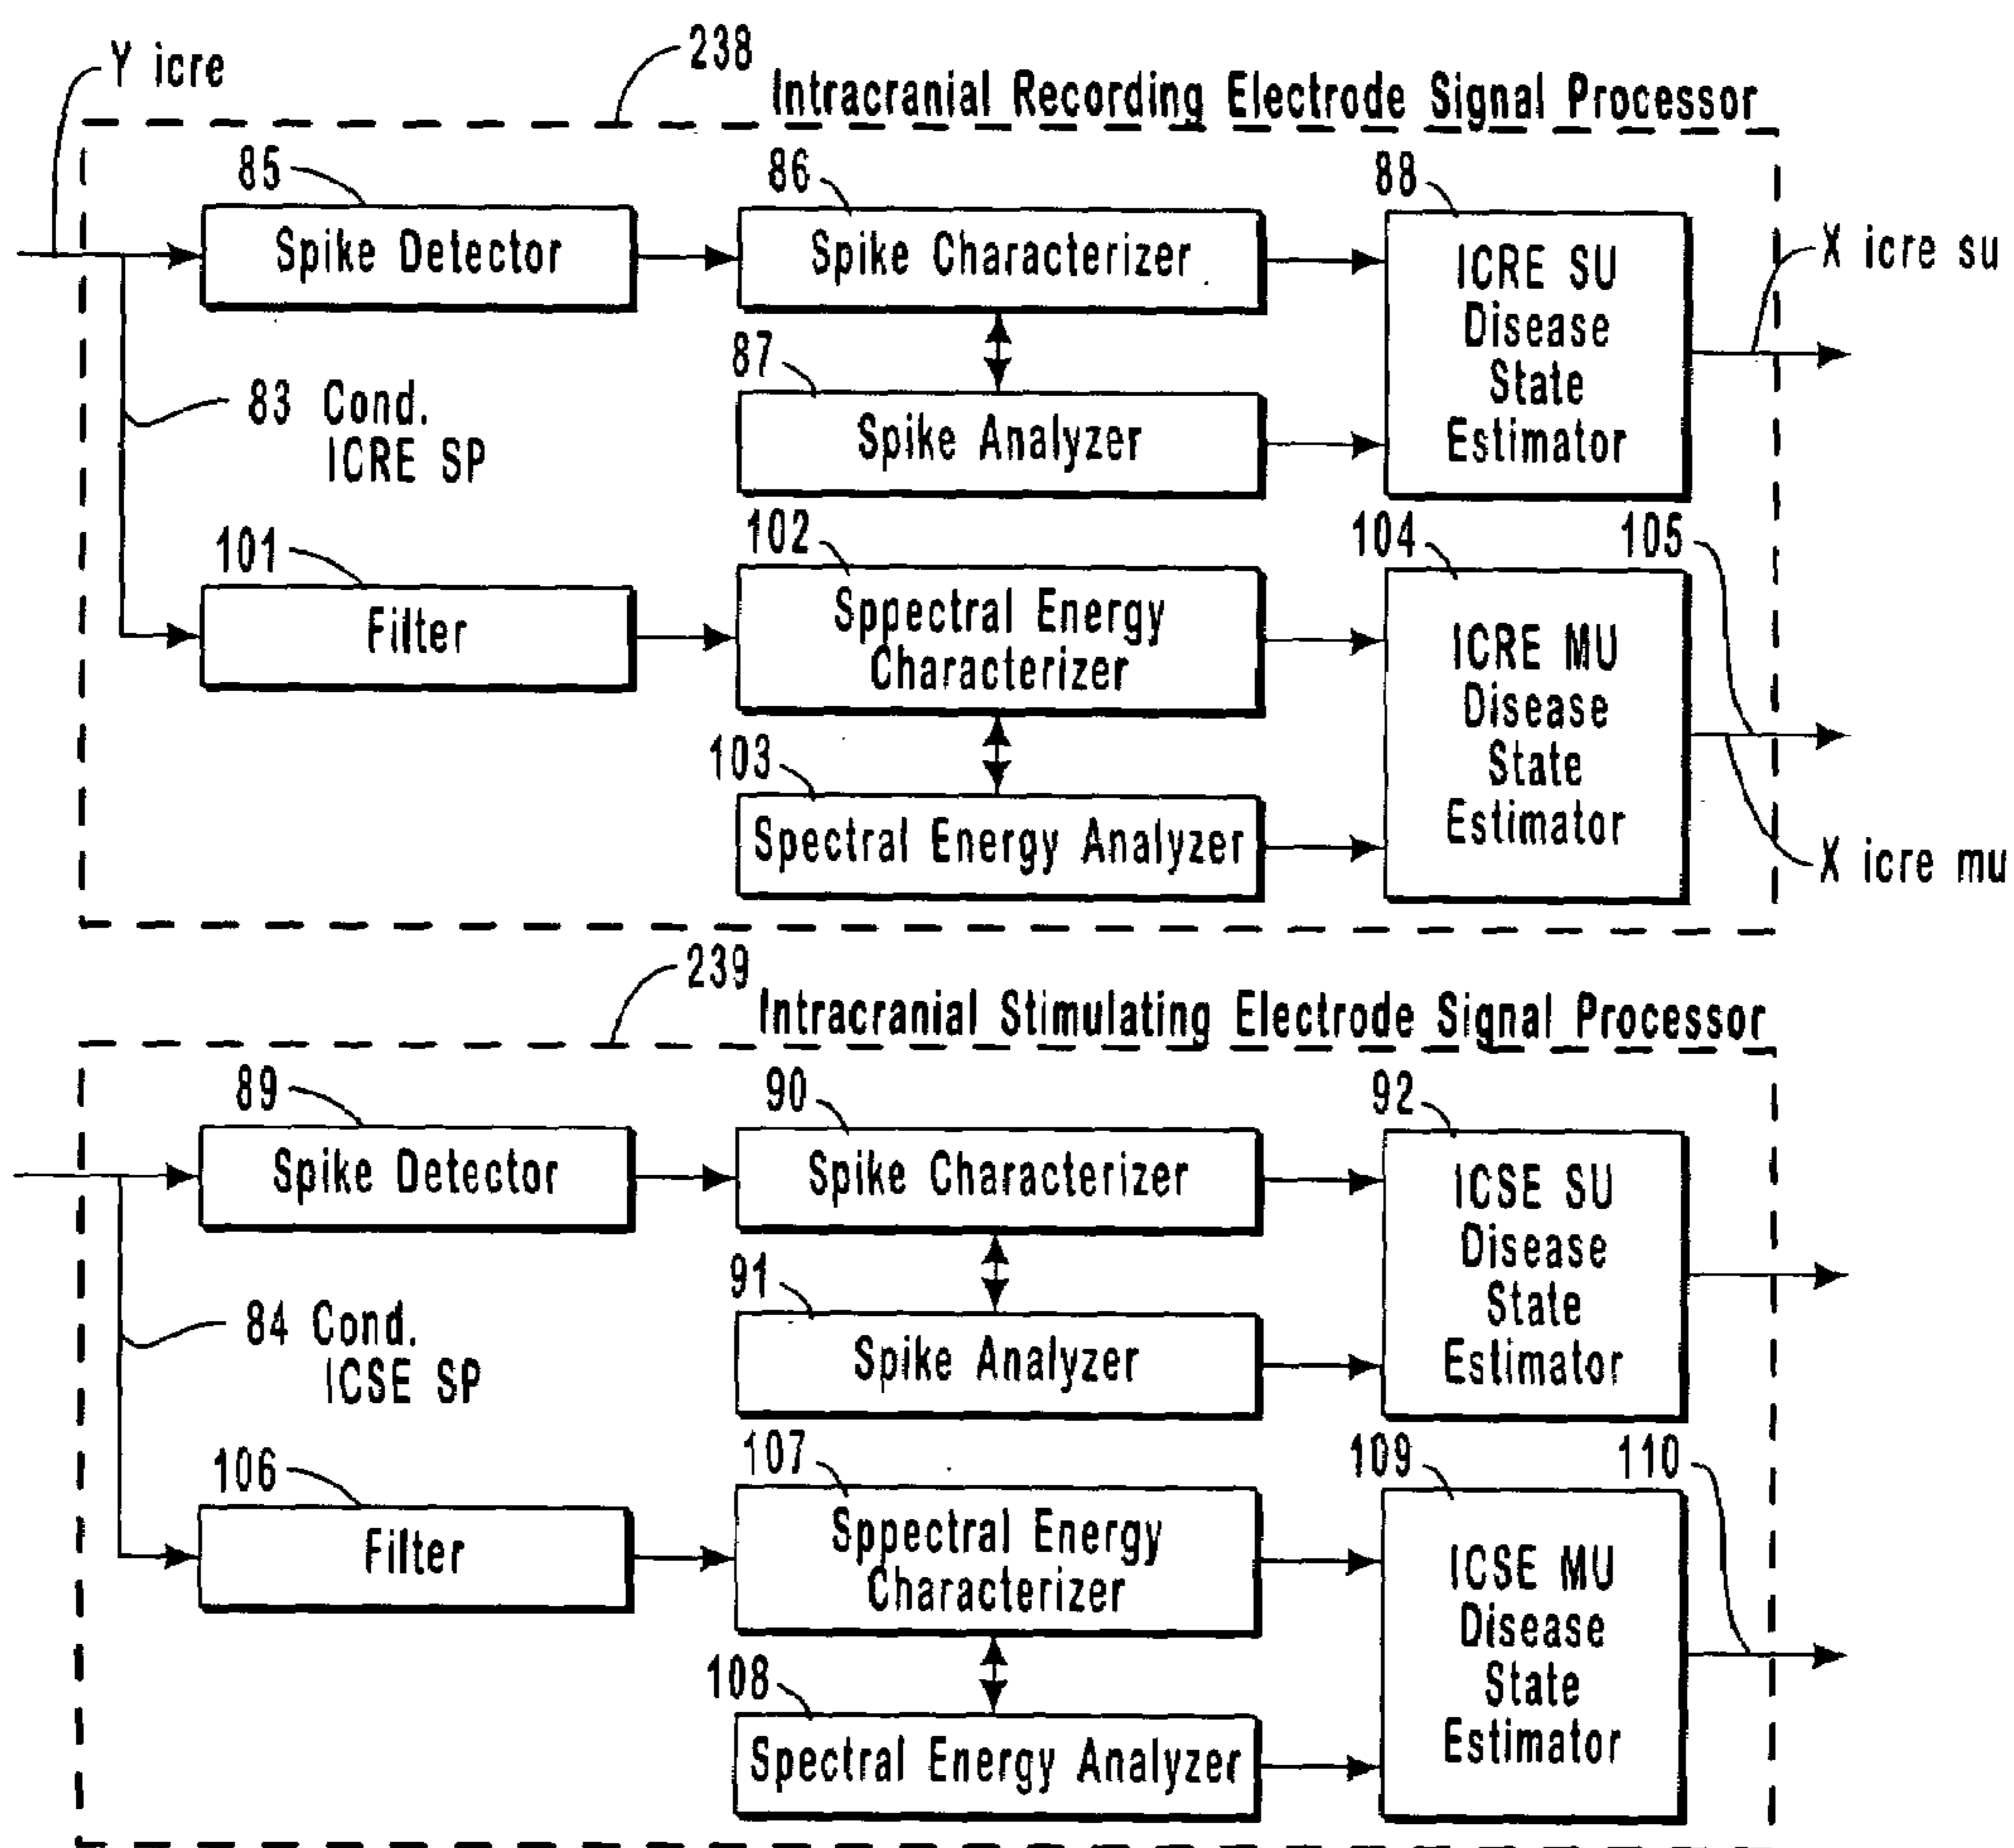 Y icre
238
Intracranial Recording Electrode Signal Processor
85
Spike Detector
86
Spike Characterizer
88
ICRE SU
Disease
State
Estimator
X icre su
87
Spike Analyzer
83 Cond.
ICRE SP
101
Filter
102
Sppectral Energy
Characterizer
104
ICRE MU
Disease
State
Estimator
105
103
Spectral Energy Analyzer
X icre mu
239
Intracranial Stimulating Electrode Signal Processor
89
Spike Detector
90
Spike Characterizer
92
ICSE SU
Disease
State
Estimator
91
Spike Analyzer
84 Cond.
ICSE SP
106
Filter
107
Sppectral Energy
Characterizer
109
ICSE MU
Disease
State
Estimator
110
108
Spectral Energy Analyzer